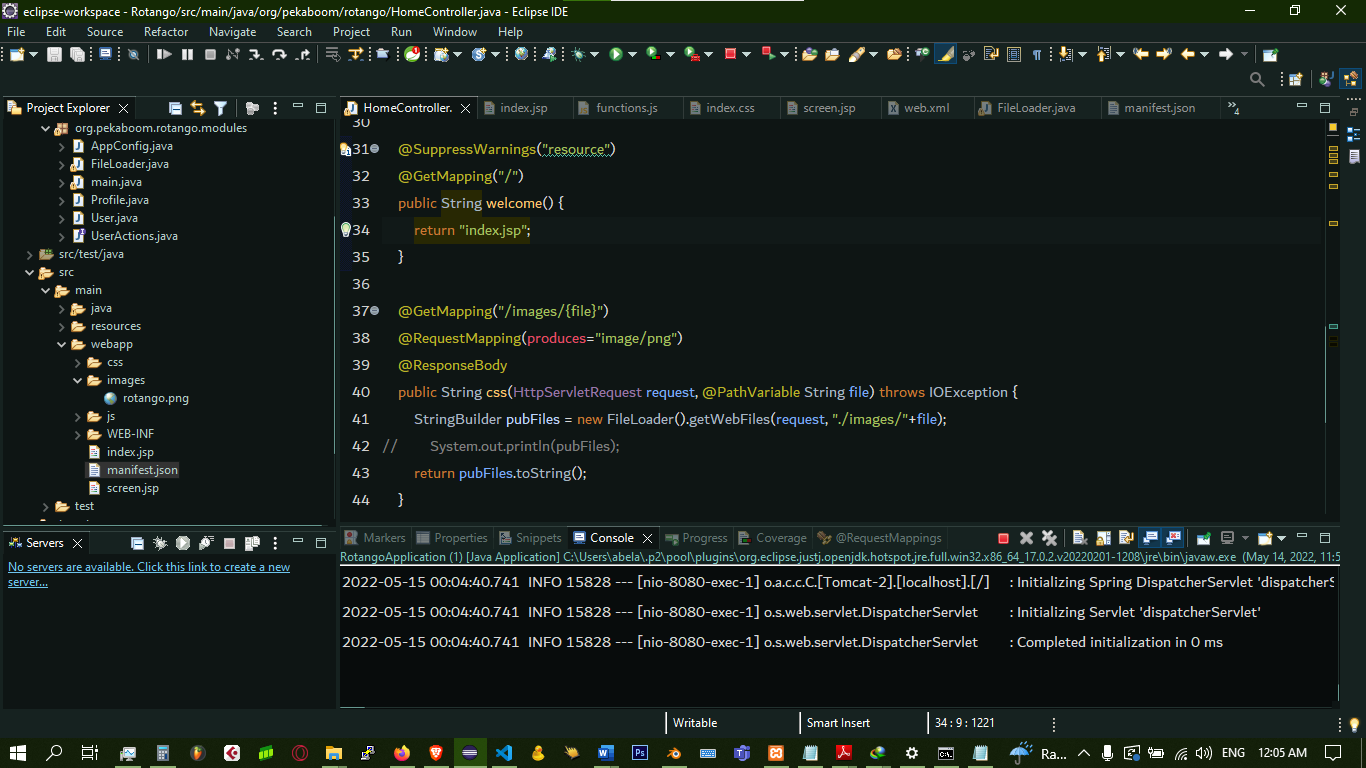 eclipse-workspace - Rotango/src/main/java/org/pekaboom/rotango/HomeController.java - Eclipse IDE
File Edit Source Refactor Navigate Search Project Run Window Help
Project Explorer
org.pekaboom.rotango.modules
AppConfig.java
FileLoader.java
main.java
Profile.java
User.java
UserActions.java
src/test/java
src
main
java
resources
webapp
css
images
rotango.png
js
WEB-INF
index.jsp
manifest.json
screen.jsp
test
HomeController. index.jsp functions.js index.css screen.jsp web.xml FileLoader.java manifest.json 4
30
31 @SuppressWarnings("resource")
32 @GetMapping("/")
33 public String welcome() {
34 return "index.jsp";
35 }
36
37 @GetMapping("/images/{file}")
38 @RequestMapping(produces="image/png")
39 @ResponseBody
40 public String css(HttpServletRequest request, @PathVariable String file) throws IOException {
41 StringBuilder pubFiles = new FileLoader().getWebFiles(request, "./images/"+file);
42 // System.out.println(pubFiles);
43 return pubFiles.toString();
44 }
Servers
No servers are available. Click this link to create a new
server...
Markers Properties Snippets Console Progress Coverage @RequestMappings
RotangoApplication (1) [Java Application] C:\Users\abela\.p2\pool\plugins\org.eclipse.justj.openjdk.hotspot.jre.full.win32.x86_64_17.0.2.v20220201-1208\jre\bin\javaw.exe (May 14, 2022, 11:5
2022-05-15 00:04:40.741 INFO 15828 --- [nio-8080-exec-1] o.a.c.c.C.[Tomcat-2].[localhost].[/] : Initializing Spring DispatcherServlet 'dispatcherS
2022-05-15 00:04:40.741 INFO 15828 --- [nio-8080-exec-1] o.s.web.servlet.DispatcherServlet : Initializing Servlet 'dispatcherServlet'
2022-05-15 00:04:40.741 INFO 15828 --- [nio-8080-exec-1] o.s.web.servlet.DispatcherServlet : Completed initialization in 0 ms
Writable Smart Insert 34 : 9 : 1221
Ra... ENG 12:05 AM